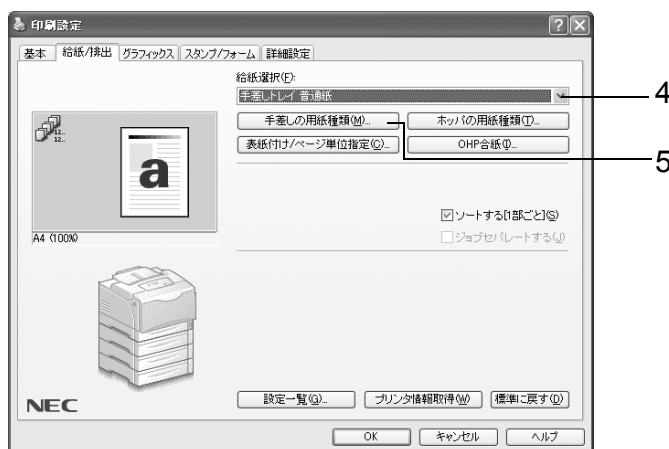 印刷設定
基本 給紙/排出 グラフィックス スタンプ/フォーム 詳細設定
給紙選択(F):
手差しトレイ 普通紙
4
手差しの用紙種類(M)... ホッパの用紙種類(T)...
表紙付け/ページ単位指定(C)... OHP合紙(I)...
5
12..
12..
a
ソートする[1部ごと](S)
A4 (100%)
ジョブセパレートする(J)
NEC
設定一覧(G)... プリンタ情報取得(W) 標準に戻す(D)
OK キャンセル ヘルプ